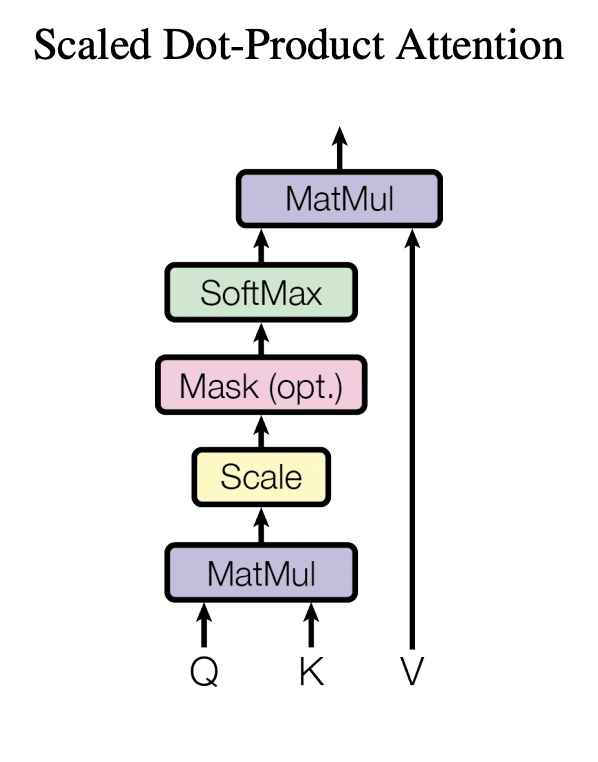 Scaled Dot-Product Attention
MatMul
SoftMax
Mask (opt.)
Scale
MatMul
Q K V